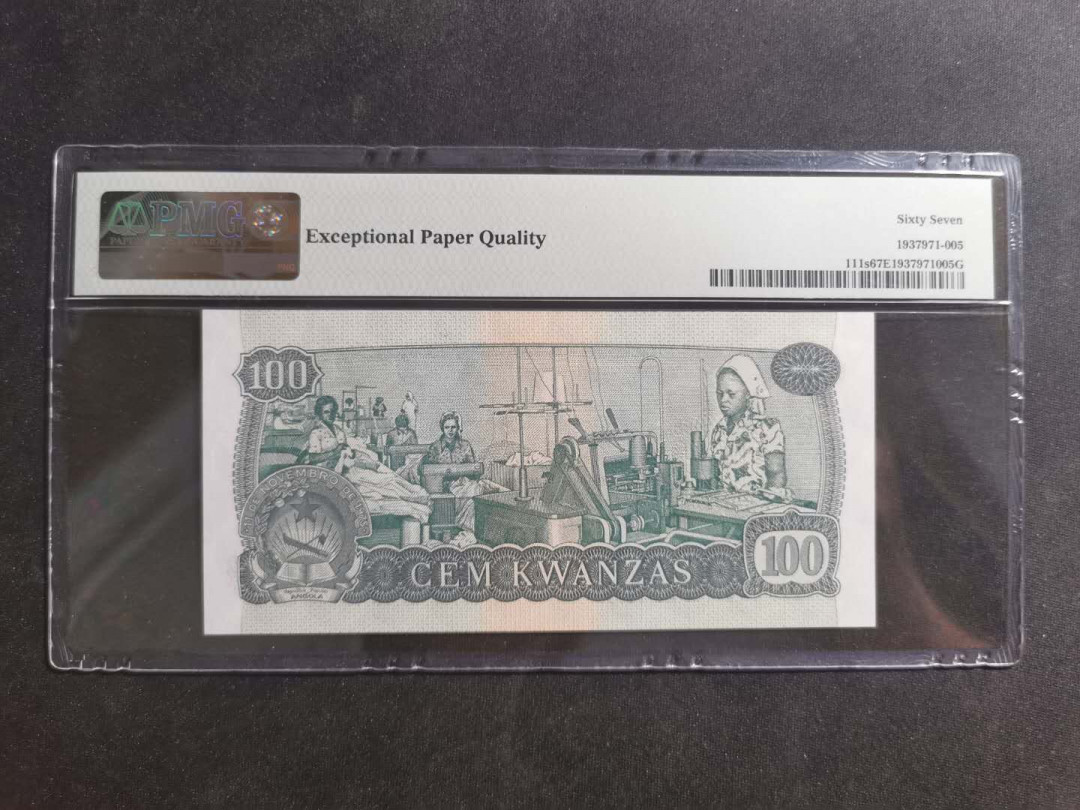 PMG
Exceptional Paper Quality
Sixty Seven
1937971-005
111s67E1937971005G
100
CEM KWANZAS
100
ANGOLA